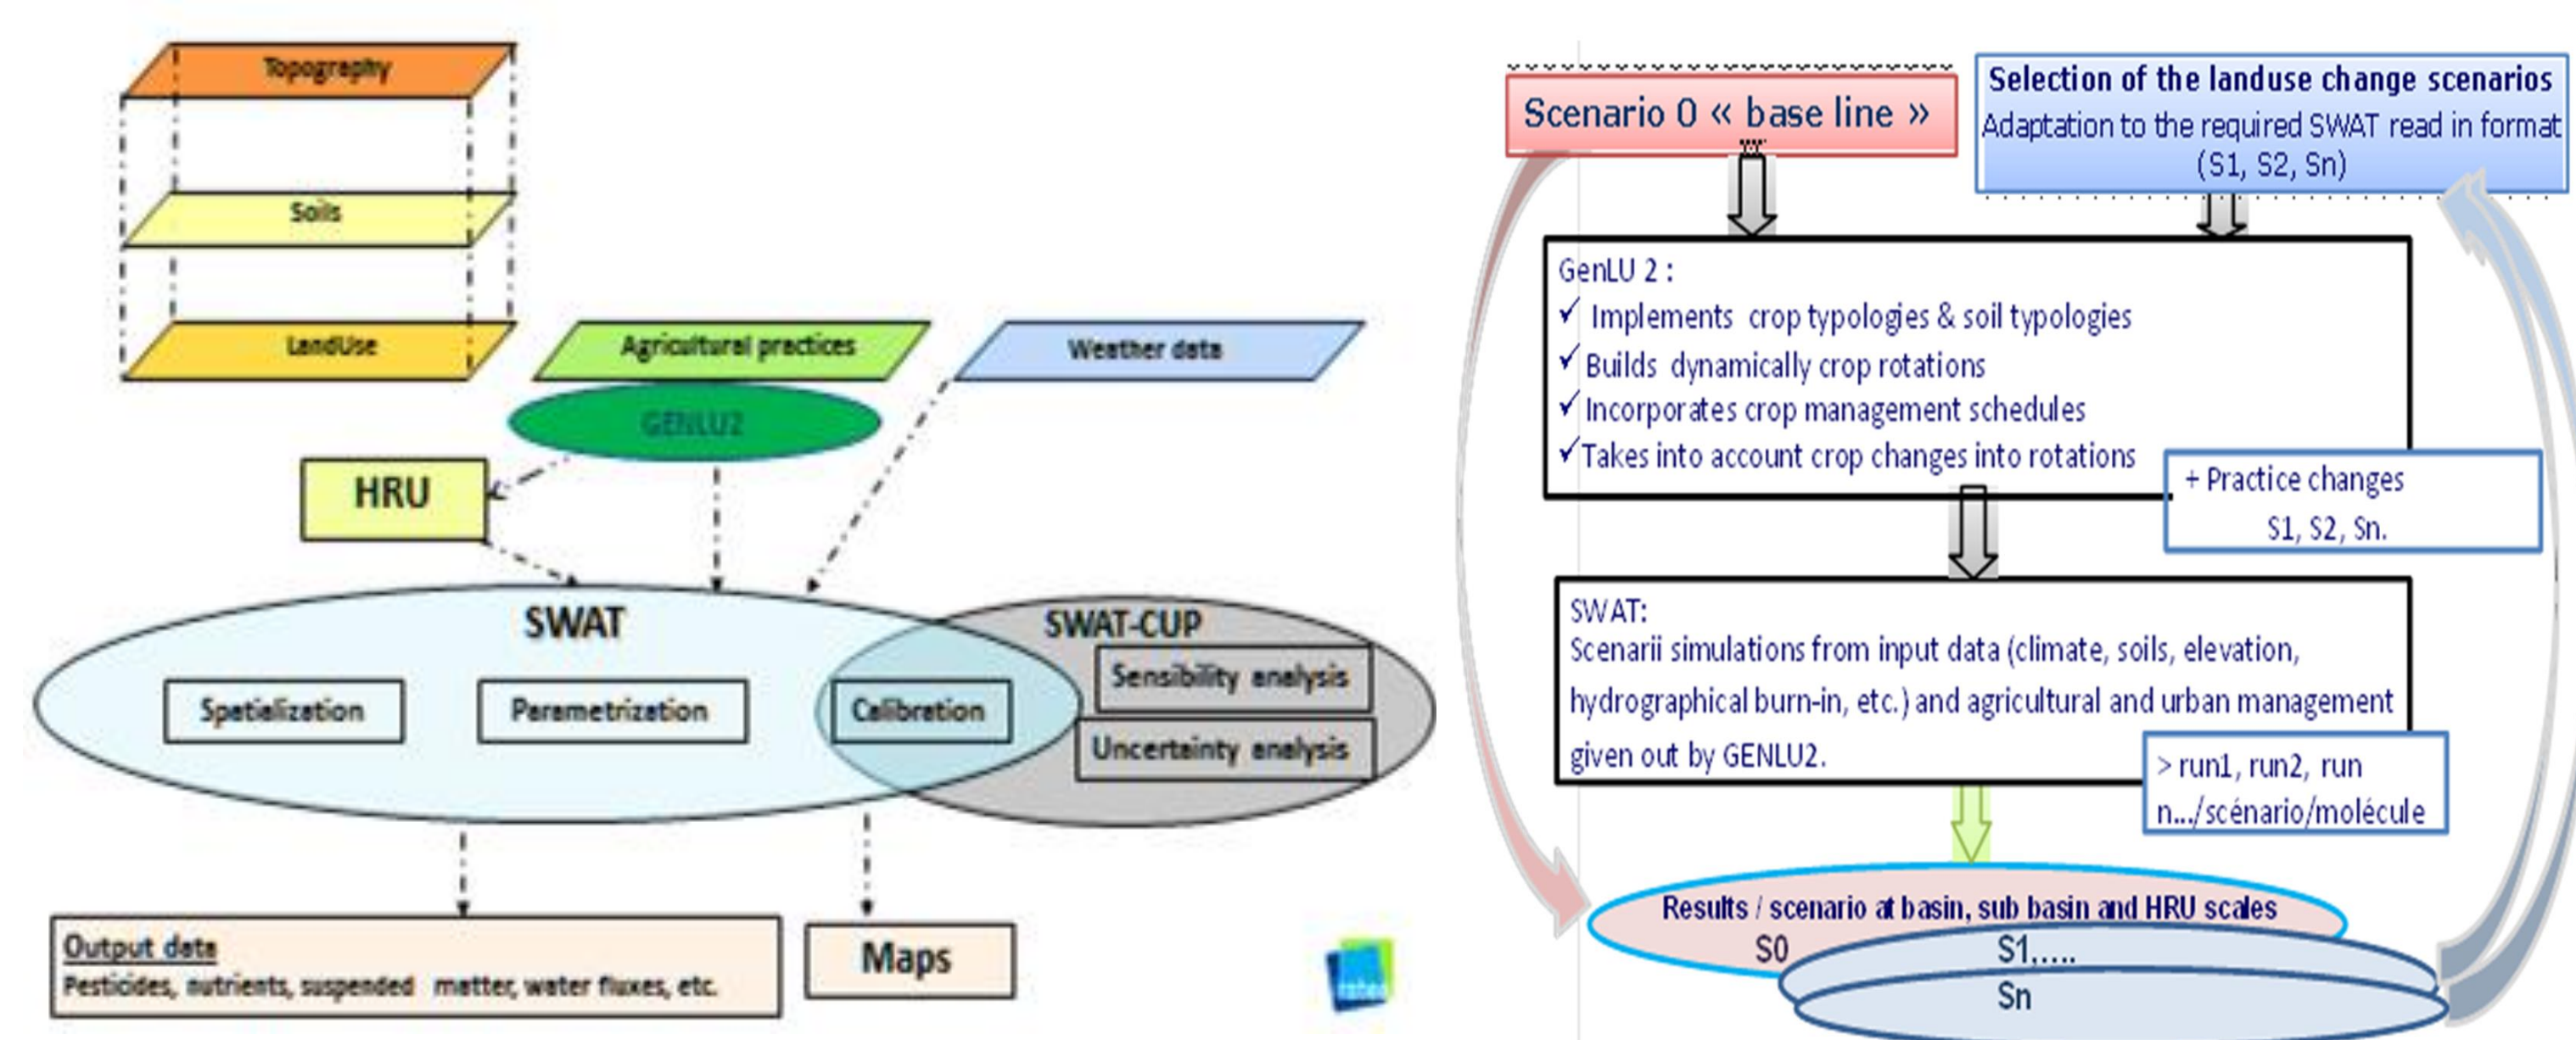 Topography
Soils
LandUse
Agricultural practices
Weather data
GENLU2
HRU
SWAT
SWAT-CUP
Spatialization
Parametrization
Calibration
Sensibility analysis
Uncertainty analysis
Output data
Pesticides, nutrients, suspended matter, water fluxes, etc.
Maps
Scenario 0 « base line »
Selection of the landuse change scenarios
Adaptation to the required SWAT read in format
(S1, S2, Sn)
GenLU 2 :
✓ Implements crop typologies & soil typologies
✓ Builds dynamically crop rotations
✓ Incorporates crop management schedules
✓ Takes into account crop changes into rotations
+ Practice changes
S1, S2, Sn.
SWAT:
Scenarii simulations from input data (climate, soils, elevation,
hydrographical burn-in, etc.) and agricultural and urban management
given out by GENLU2.
> run1, run2, run
n.../scénario/molécule
Results / scenario at basin, sub basin and HRU scales
S0
S1,....
Sn